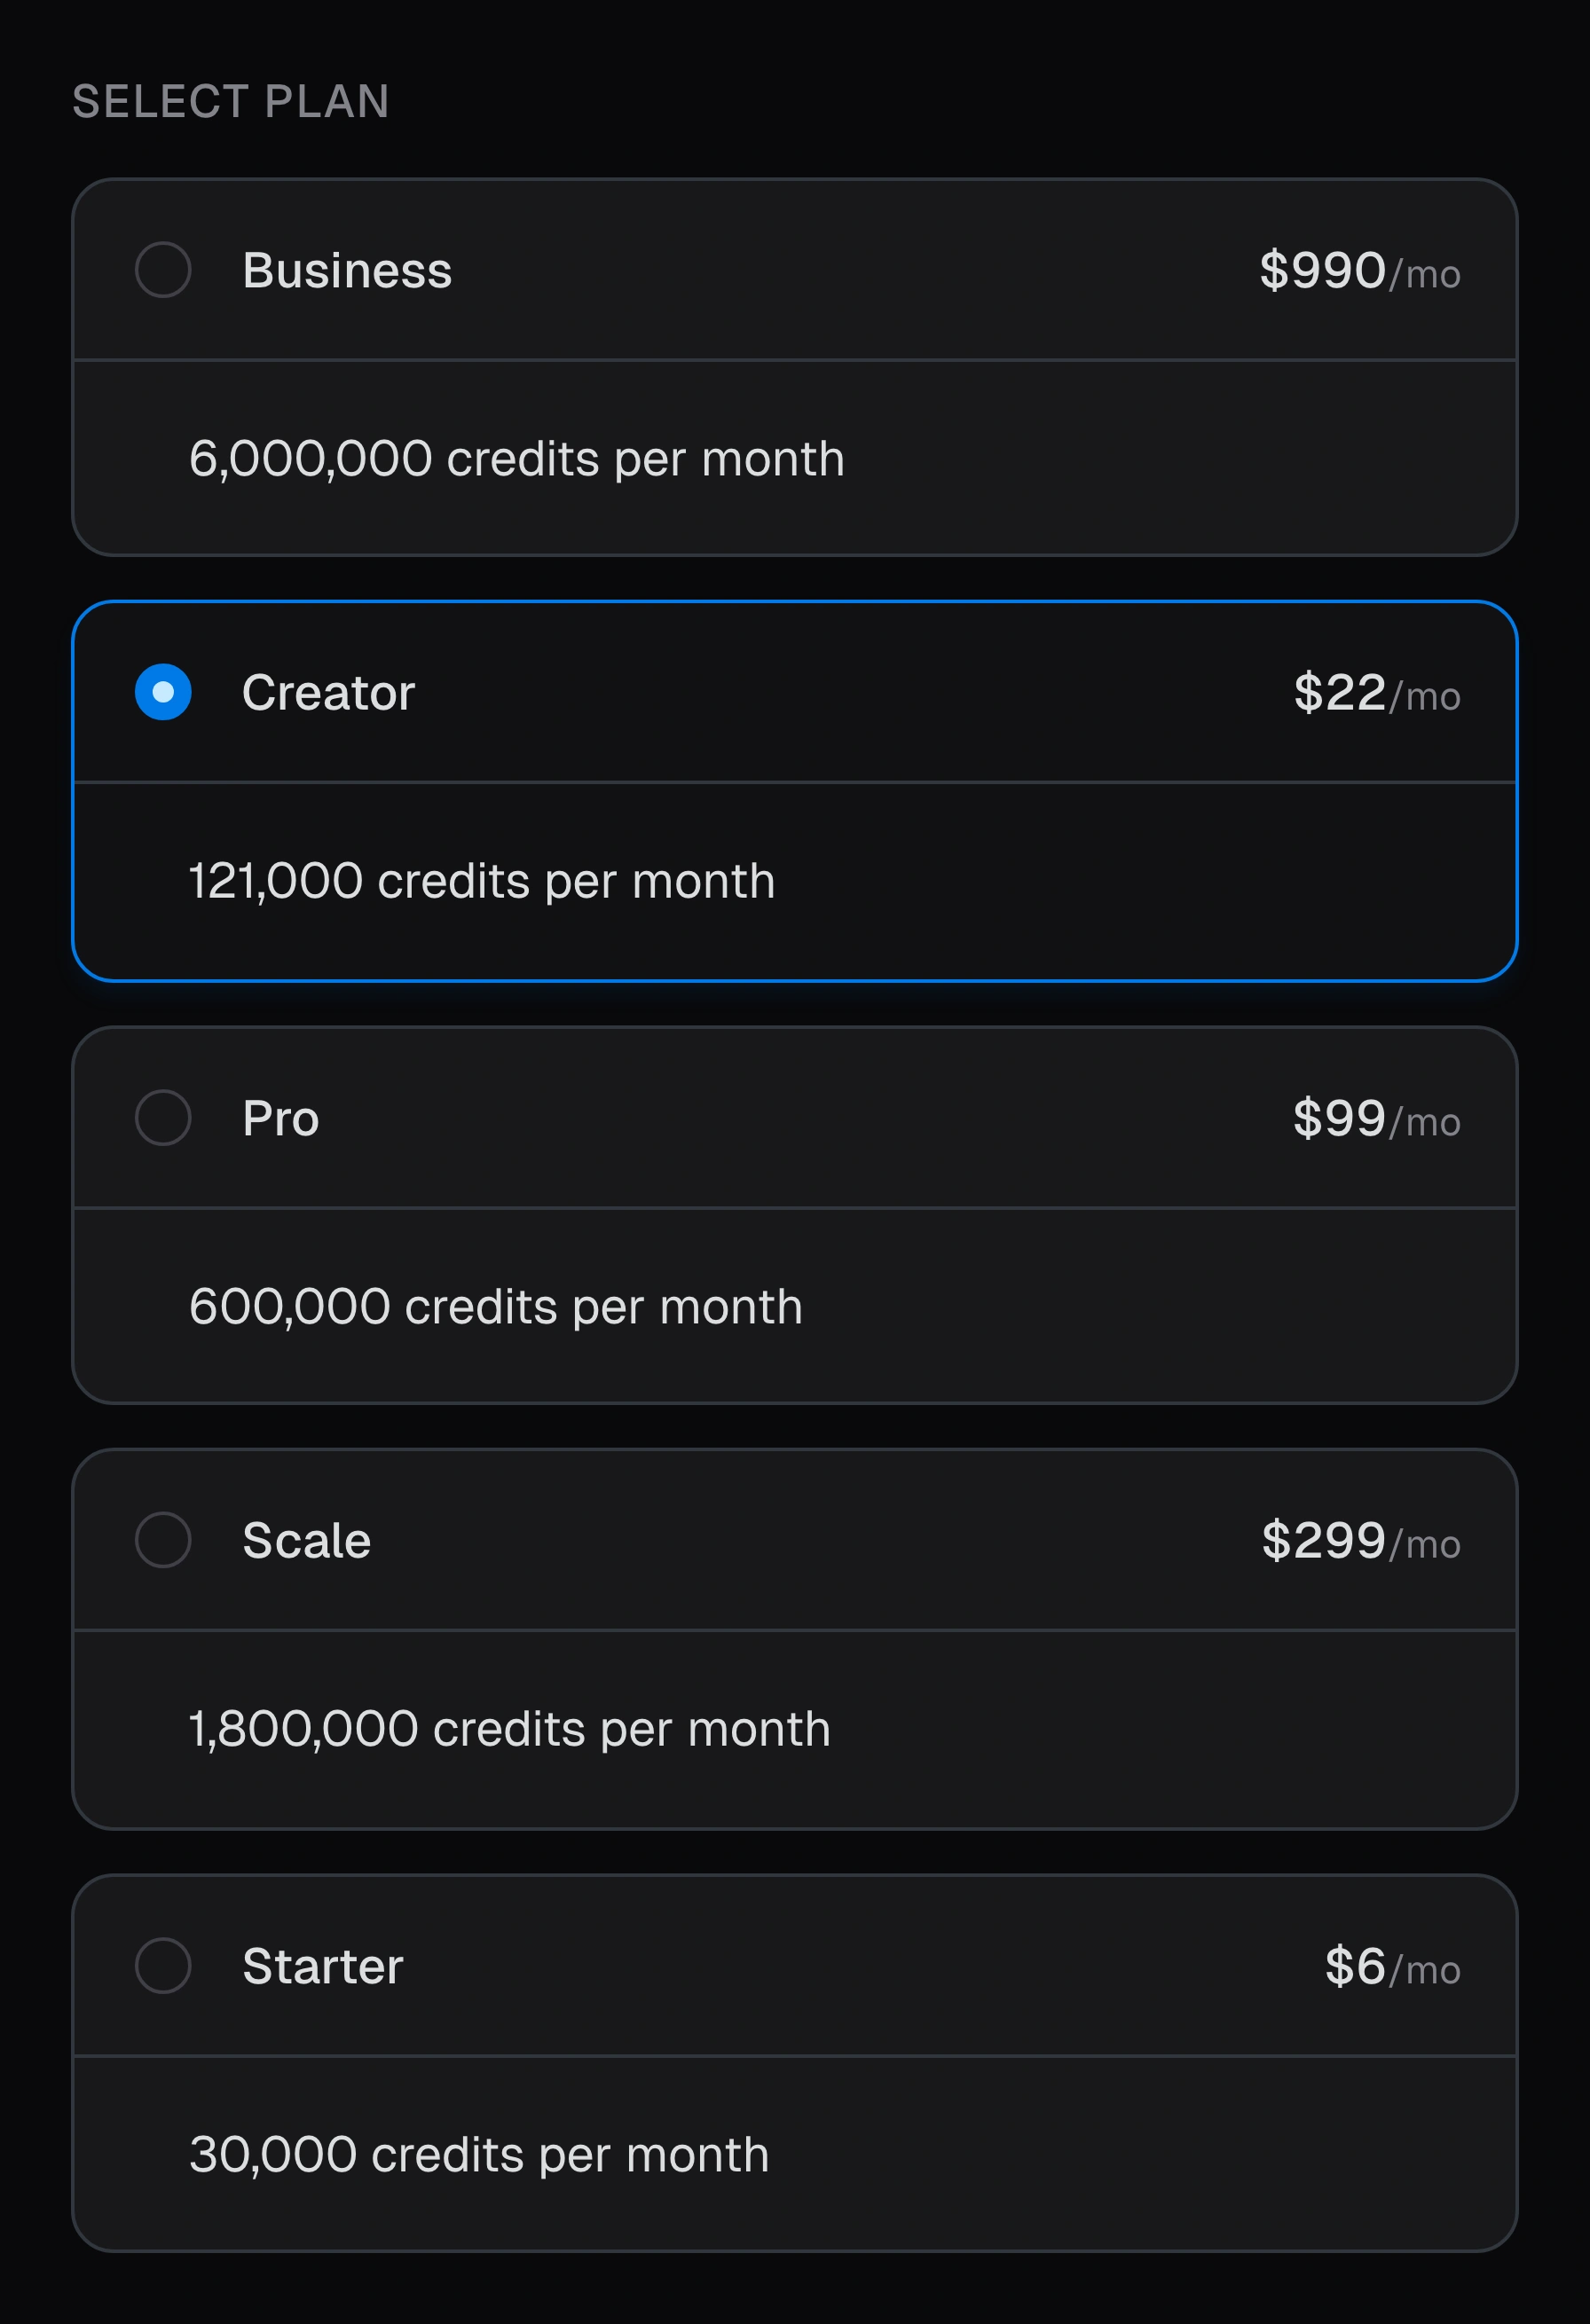 SELECT PLAN
Business $990/mo
6,000,000 credits per month
Creator $22/mo
121,000 credits per month
Pro $99/mo
600,000 credits per month
Scale $299/mo
1,800,000 credits per month
Starter $6/mo
30,000 credits per month